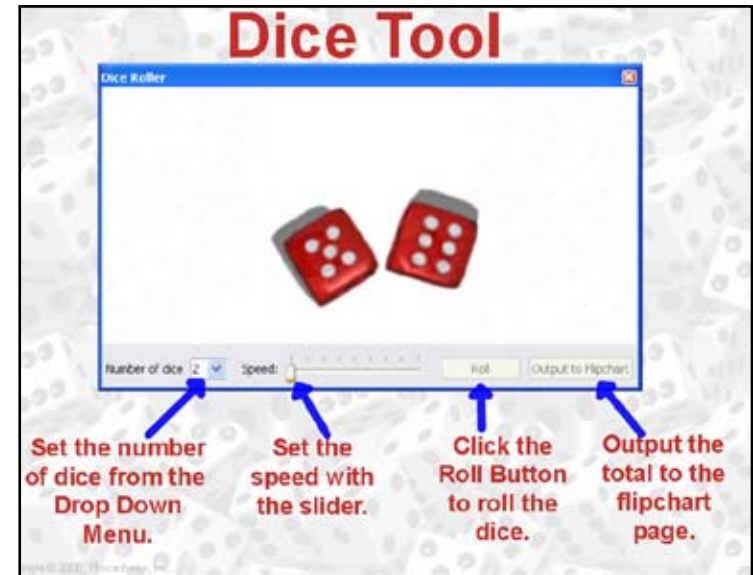 Dice Tool
Dice Roller
Number of dice 2 Speed: Roll Output to Flipchart
Set the number
of dice from the
Drop Down
Menu.
Set the
speed with
the slider.
Click the
Roll Button
to roll the
dice.
Output the
total to the
flipchart
page.